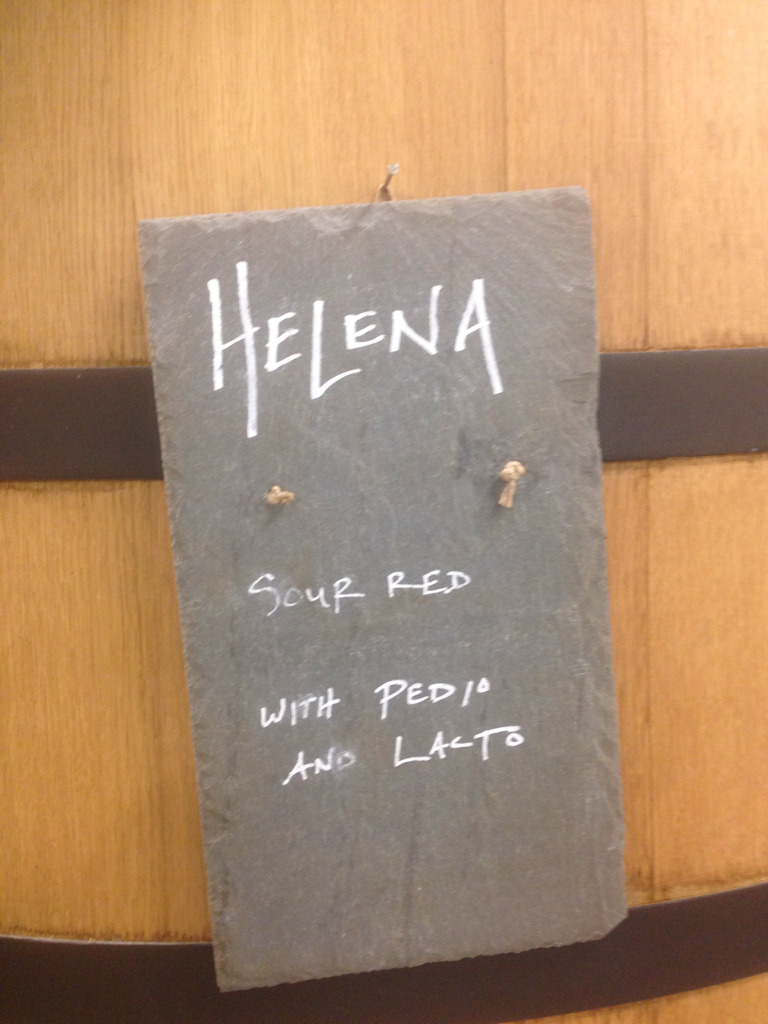 HELENA
SOUR RED
WITH PEDIO
AND LACTO